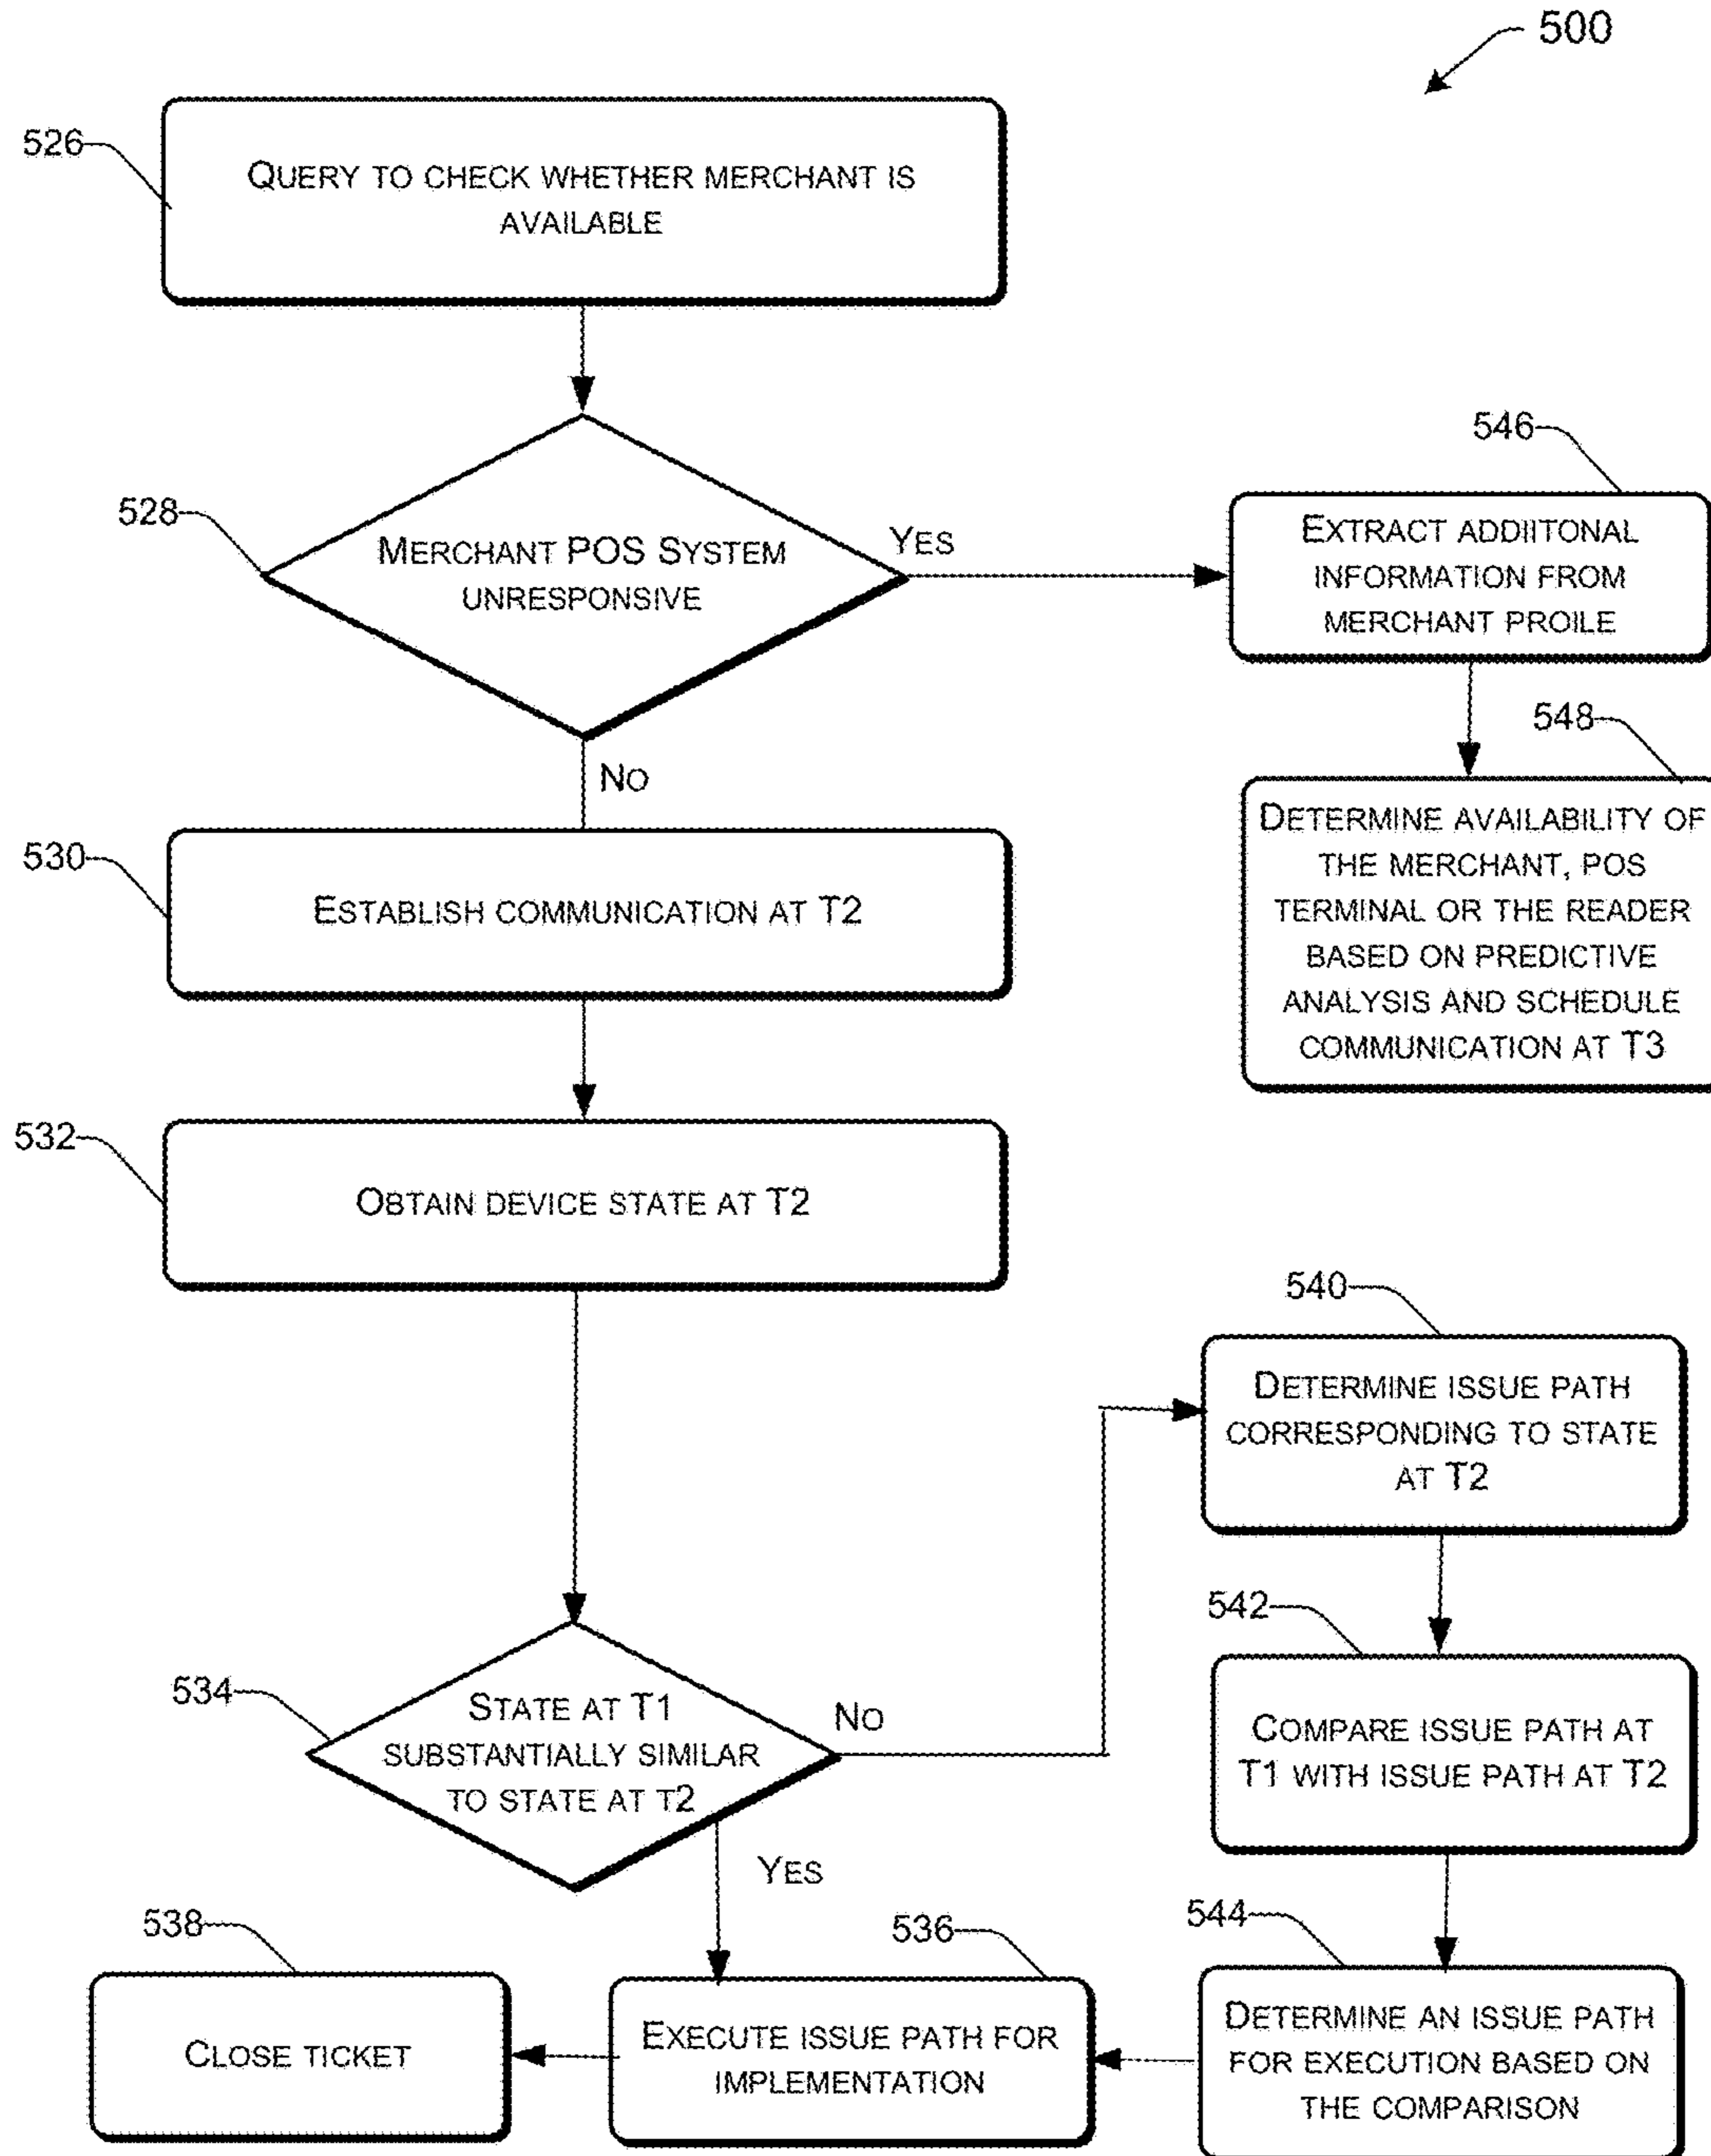 500
526
QUERY TO CHECK WHETHER MERCHANT IS
AVAILABLE
528
MERCHANT POS SYSTEM
UNRESPONSIVE
YES
NO
546
EXTRACT ADDIITONAL
INFORMATION FROM
MERCHANT PROILE
548
DETERMINE AVAILABILITY OF
THE MERCHANT, POS
TERMINAL OR THE READER
BASED ON PREDICTIVE
ANALYSIS AND SCHEDULE
COMMUNICATION AT T3
530
ESTABLISH COMMUNICATION AT T2
532
OBTAIN DEVICE STATE AT T2
534
STATE AT T1
SUBSTANTIALLY SIMILAR
TO STATE AT T2
NO
YES
540
DETERMINE ISSUE PATH
CORRESPONDING TO STATE
AT T2
542
COMPARE ISSUE PATH AT
T1 WITH ISSUE PATH AT T2
544
DETERMINE AN ISSUE PATH
FOR EXECUTION BASED ON
THE COMPARISON
536
EXECUTE ISSUE PATH FOR
IMPLEMENTATION
538
CLOSE TICKET